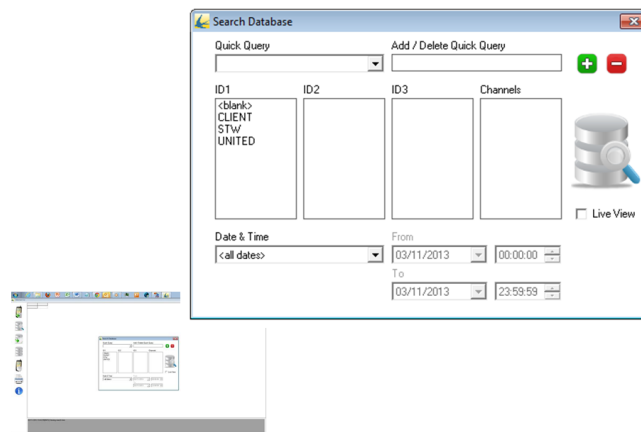 Search Database
Quick Query
Add / Delete Quick Query
ID1 ID2 ID3 Channels
<blank>
CLIENT
STW
UNITED
Live View
Date & Time From
<all dates> 03/11/2013 00:00:00
To
03/11/2013 23:59:59